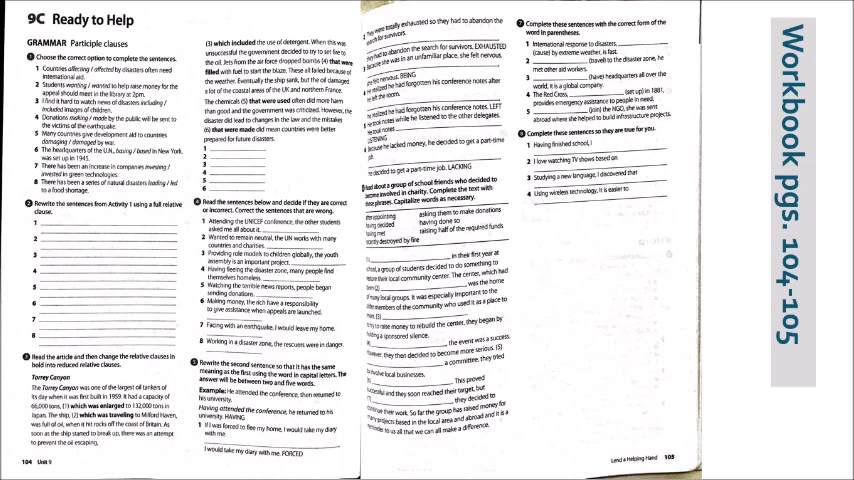 9C Ready to Help
GRAMMAR Participle clauses
1 Choose the correct option to complete the sentences.
1 Countries affecting / affected by disasters often need
international aid.
2 Students wanting / wanted to help raise money for the
appeal should meet in the library at 2pm.
3 I find it hard to watch news of disasters including /
included images of children.
4 Donations making / made by the public will be sent to
the victims of the earthquake.
5 Many countries give development aid to countries
damaging / damaged by war.
6 The headquarters of the U.N., basing / based in New York,
was set up in 1945.
7 There has been an increase in companies investing /
invested in green technologies.
8 There has been a series of natural disasters leading / led
to a food shortage.
2 Rewrite the sentences from Activity 1 using a full relative
clause.
1
2
3
4
5
6
7
8
3 Read the article and then change the relative clauses in
bold into reduced relative clauses.
Torrey Canyon
The Torrey Canyon was one of the largest of tankers of
its day when it was first built in 1959. It had a capacity of
66,000 tons, (1) which was enlarged to 132,000 tons in
Japan. The ship, (2) which was traveling to Milford Haven,
was full of oil, when it hit rocks off the coast of Britain. As
soon as the ship started to break up, there was an attempt
to prevent the oil escaping,
104 Unit 9
(3) which included the use of detergent. When this was
unsuccessful the government decided to try to set fire to
the oil. Jets from the air force dropped bombs (4) that were
filled with fuel to start the blaze. These all failed because of
the weather. Eventually the ship sank, but the oil damaged
a lot of the coastal areas of the UK and northern France.
The chemicals (5) that were used often did more harm
than good and the government was criticized. However, the
disaster did lead to changes in the law and the mistakes
(6) that were made did mean countries were better
prepared for future disasters.
1
2
3
4
5
6
4 Read the sentences below and decide if they are correct
or incorrect. Correct the sentences that are wrong.
1 Attending the UNICEF conference, the other students
asked me all about it.
2 Wanted to remain neutral, the UN works with many
countries and charities.
3 Providing role models to children globally, the youth
assembly is an important project.
4 Having fleeing the disaster zone, many people find
themselves homeless.
5 Watching the terrible news reports, people began
sending donations.
6 Making money, the rich have a responsibility
to give assistance when appeals are launched.
7 Facing with an earthquake, I would leave my home.
8 Working in a disaster zone, the rescuers were in danger.
5 Rewrite the second sentence so that it has the same
meaning as the first using the word in capital letters. The
answer will be between two and five words.
Example: He attended the conference, then returned to
his university.
Having attended the conference, he returned to his
university. HAVING
1 If I was forced to flee my home, I would take my diary
with me.
I would take my diary with me. FORCED
2 They were totally exhausted so they had to abandon the
search for survivors.
they had to abandon the search for survivors. EXHAUSTED
3 Because she was in an unfamiliar place, she felt nervous.
she felt nervous. BEING
4 He realized he had forgotten his conference notes after
he left the room.
he realized he had forgotten his conference notes. LEFT
5 He took notes while he listened to the other delegates.
He took notes
LISTENING
6 Because he lacked money, he decided to get a part-time
job.
he decided to get a part-time job. LACKING
Read about a group of school friends who decided to
become involved in charity. Complete the text with
these phrases. Capitalize words as necessary.
after appointing asking them to make donations
having decided having done so
having met raising half of the required funds
recently destroyed by fire
(1) in their first year at
school, a group of students decided to do something to
restore their local community center. The center, which had
been (2) was the home
of many local groups. It was especially important to the
older members of the community who used it as a place to
meet. (3)
to try to raise money to rebuild the center, they began by
holding a sponsored silence.
(4) , the event was a success.
However, they then decided to become more serious. (5)
a committee, they tried
to involve local businesses,
(6) . This proved
successful and they soon reached their target, but
(7) they decided to
continue their work. So far the group has raised money for
many projects based in the local area and abroad and it is a
reminder to us all that we can all make a difference.
7 Complete these sentences with the correct form of the
word in parentheses.
1 International response to disasters,
(cause) by extreme weather, is fast.
2 (travel) to the disaster zone, he
met other aid workers.
3 (have) headquarters all over the
world, it is a global company.
4 The Red Cross, (set up) in 1881,
provides emergency assistance to people in need.
5 (join) the NGO, she was sent
abroad where she helped to build infrastructure projects.
8 Complete these sentences so they are true for you.
1 Having finished school, I
2 I love watching TV shows based on
3 Studying a new language, I discovered that
4 Using wireless technology, it is easier to
Lend a Helping Hand 105
Workbook pgs. 104-105